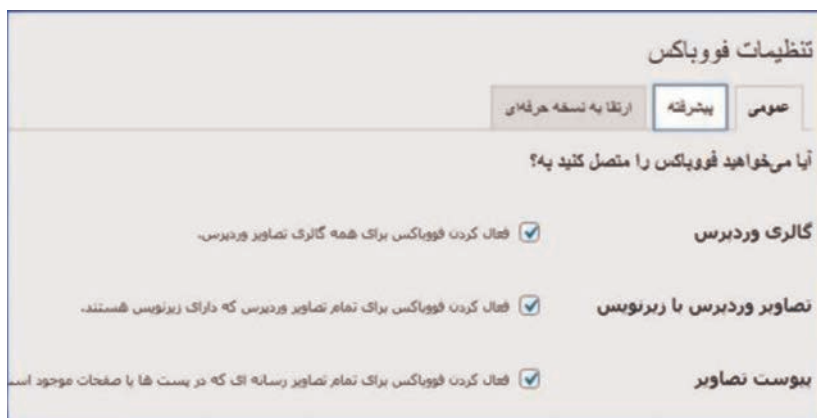 تنظیمات فووباکس
عمومی
پیشرفته
ارتقا به نسخه حرفه‌ای
آیا می‌خواهید فووباکس را متصل کنید به؟
گالری وردپرس
فعال کردن فووباکس برای همه گالری تصاویر وردپرس.
تصاویر وردپرس با زیرنویس
فعال کردن فووباکس برای تمام تصاویر وردپرس که دارای زیرنویس هستند.
پیوست تصاویر
فعال کردن فووباکس برای تمام تصاویر رسانه ای که در پست ها یا صفحات موجود است